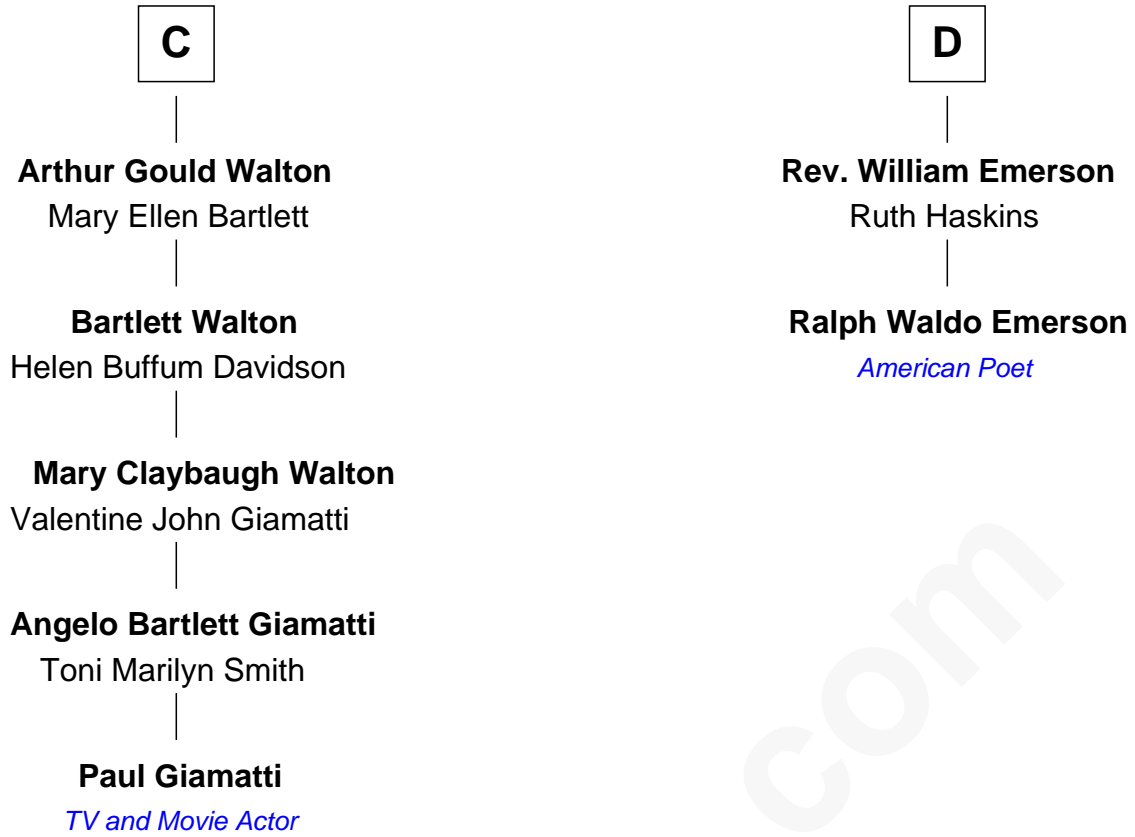 C
Arthur Gould Walton
Mary Ellen Bartlett
Bartlett Walton
Helen Buffum Davidson
Mary Claybaugh Walton
Valentine John Giamatti
Angelo Bartlett Giamatti
Toni Marilyn Smith
Paul Giamatti
TV and Movie Actor
D
Rev. William Emerson
Ruth Haskins
Ralph Waldo Emerson
American Poet
com